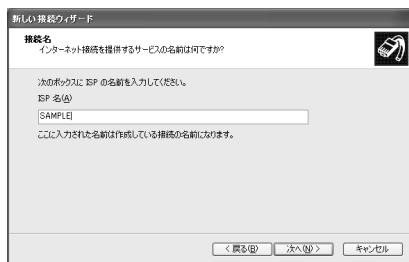 新しい接続ウィザード
接続名
インターネット接続を提供するサービスの名前は何ですか?
次のボックスに ISP の名前を入力してください。
ISP 名(A)
SAMPLE
ここに入力された名前は作成している接続の名前になります。
< 戻る(B)
次へ(N) >
キャンセル